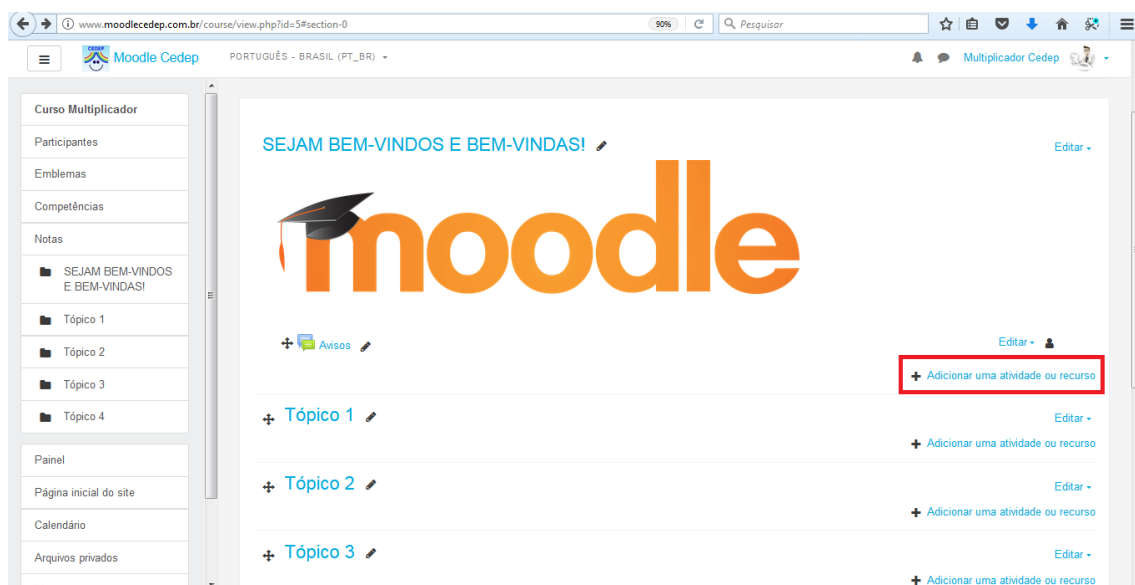 www.moodlecedep.com.br/course/view.php?id=5#section-0
90%
Pesquisar
CEDEP
Moodle Cedep
PORTUGUÊS - BRASIL (PT_BR)
Multiplicador Cedep
Curso Multiplicador
Participantes
Emblemas
Competências
Notas
SEJAM BEM-VINDOS
E BEM-VINDAS!
Tópico 1
Tópico 2
Tópico 3
Tópico 4
Painel
Página inicial do site
Calendário
Arquivos privados
SEJAM BEM-VINDOS E BEM-VINDAS!
Editar
moodle
Avisos
Editar
Adicionar uma atividade ou recurso
Tópico 1
Editar
Adicionar uma atividade ou recurso
Tópico 2
Editar
Adicionar uma atividade ou recurso
Tópico 3
Editar
Adicionar uma atividade ou recurso